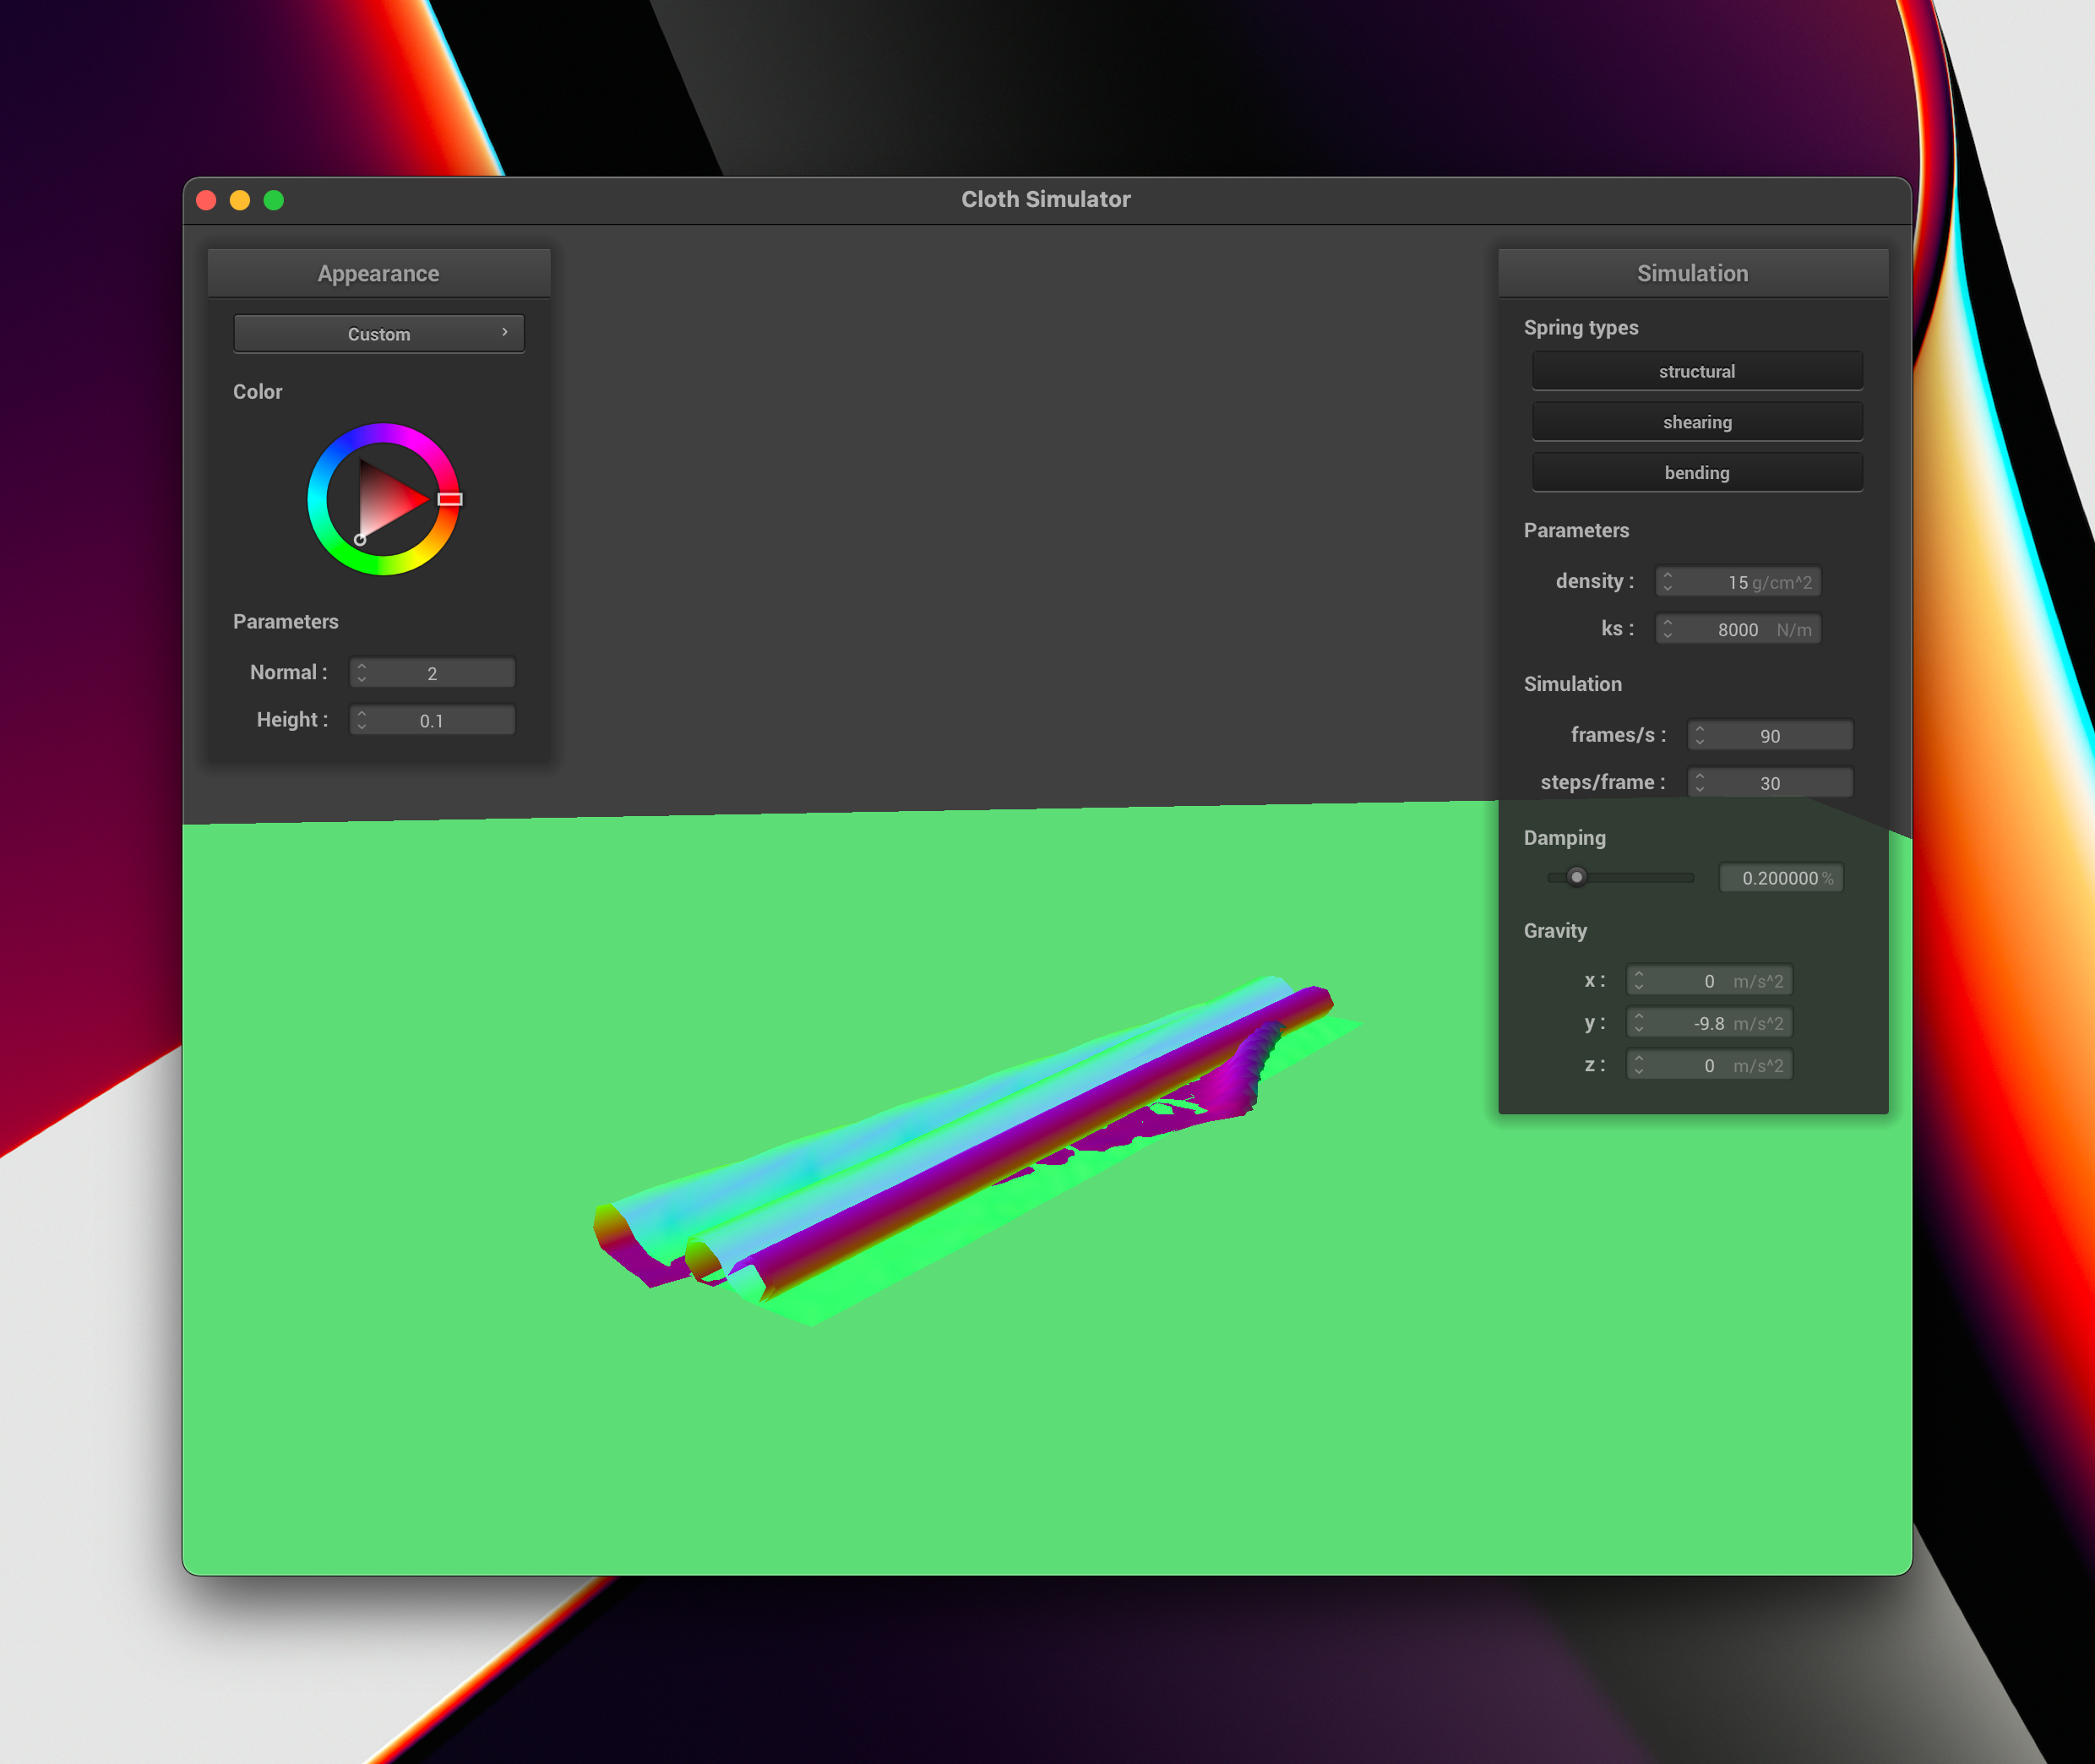 Cloth Simulator
Appearance
Custom
Color
Parameters
Normal : 2
Height : 0.1
Simulation
Spring types
structural
shearing
bending
Parameters
density : 15 g/cm^2
ks : 8000 N/m
Simulation
frames/s : 90
steps/frame : 30
Damping
0.200000 %
Gravity
x : 0 m/s^2
y : -9.8 m/s^2
z : 0 m/s^2